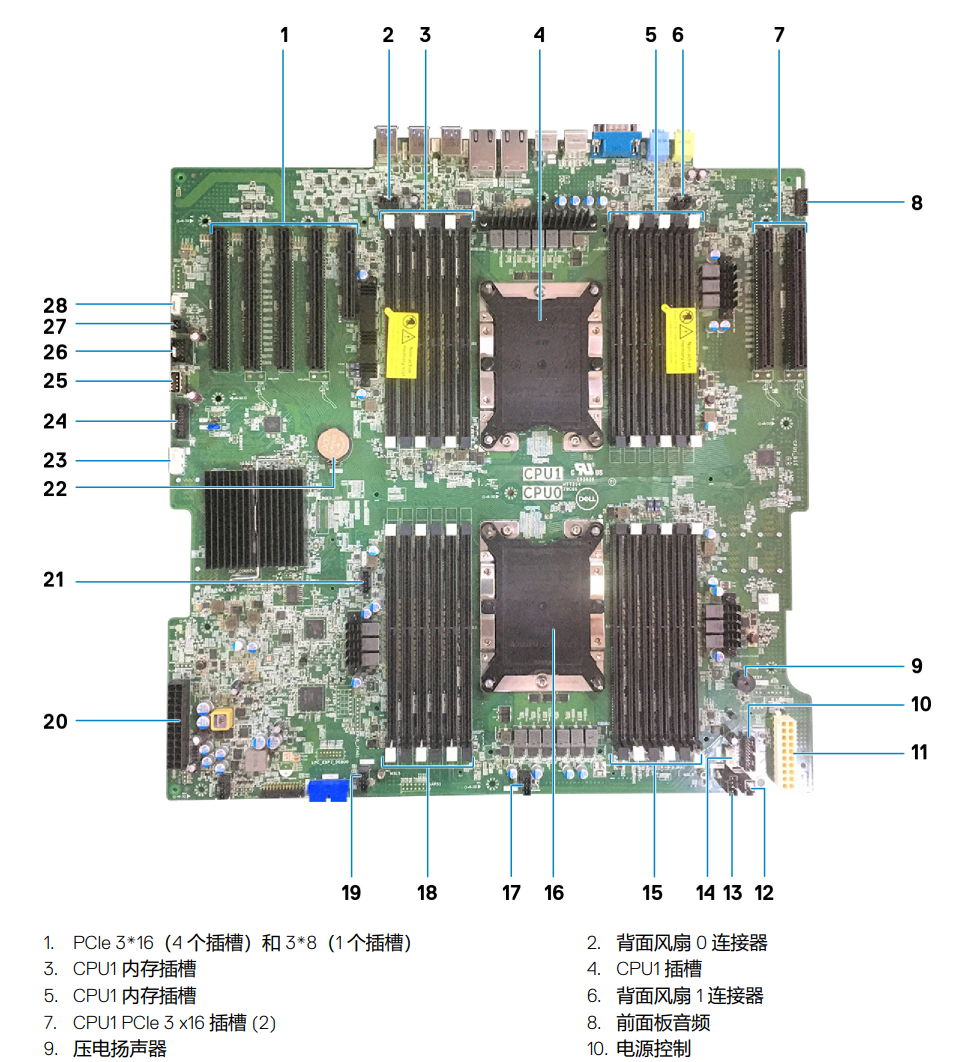 1 2 3 4 5 6 7
8
28
27
26
25
24
23
22
CPU1
CPU0
DELL
21
9
10
20
11
19 18 17 16 15 14 13 12
1. PCIe 3*16（4 个插槽）和 3*8（1 个插槽）
2. 背面风扇 0 连接器
3. CPU1 内存插槽
4. CPU1 插槽
5. CPU1 内存插槽
6. 背面风扇 1 连接器
7. CPU1 PCIe 3 x16 插槽 (2)
8. 前面板音频
9. 压电扬声器
10. 电源控制